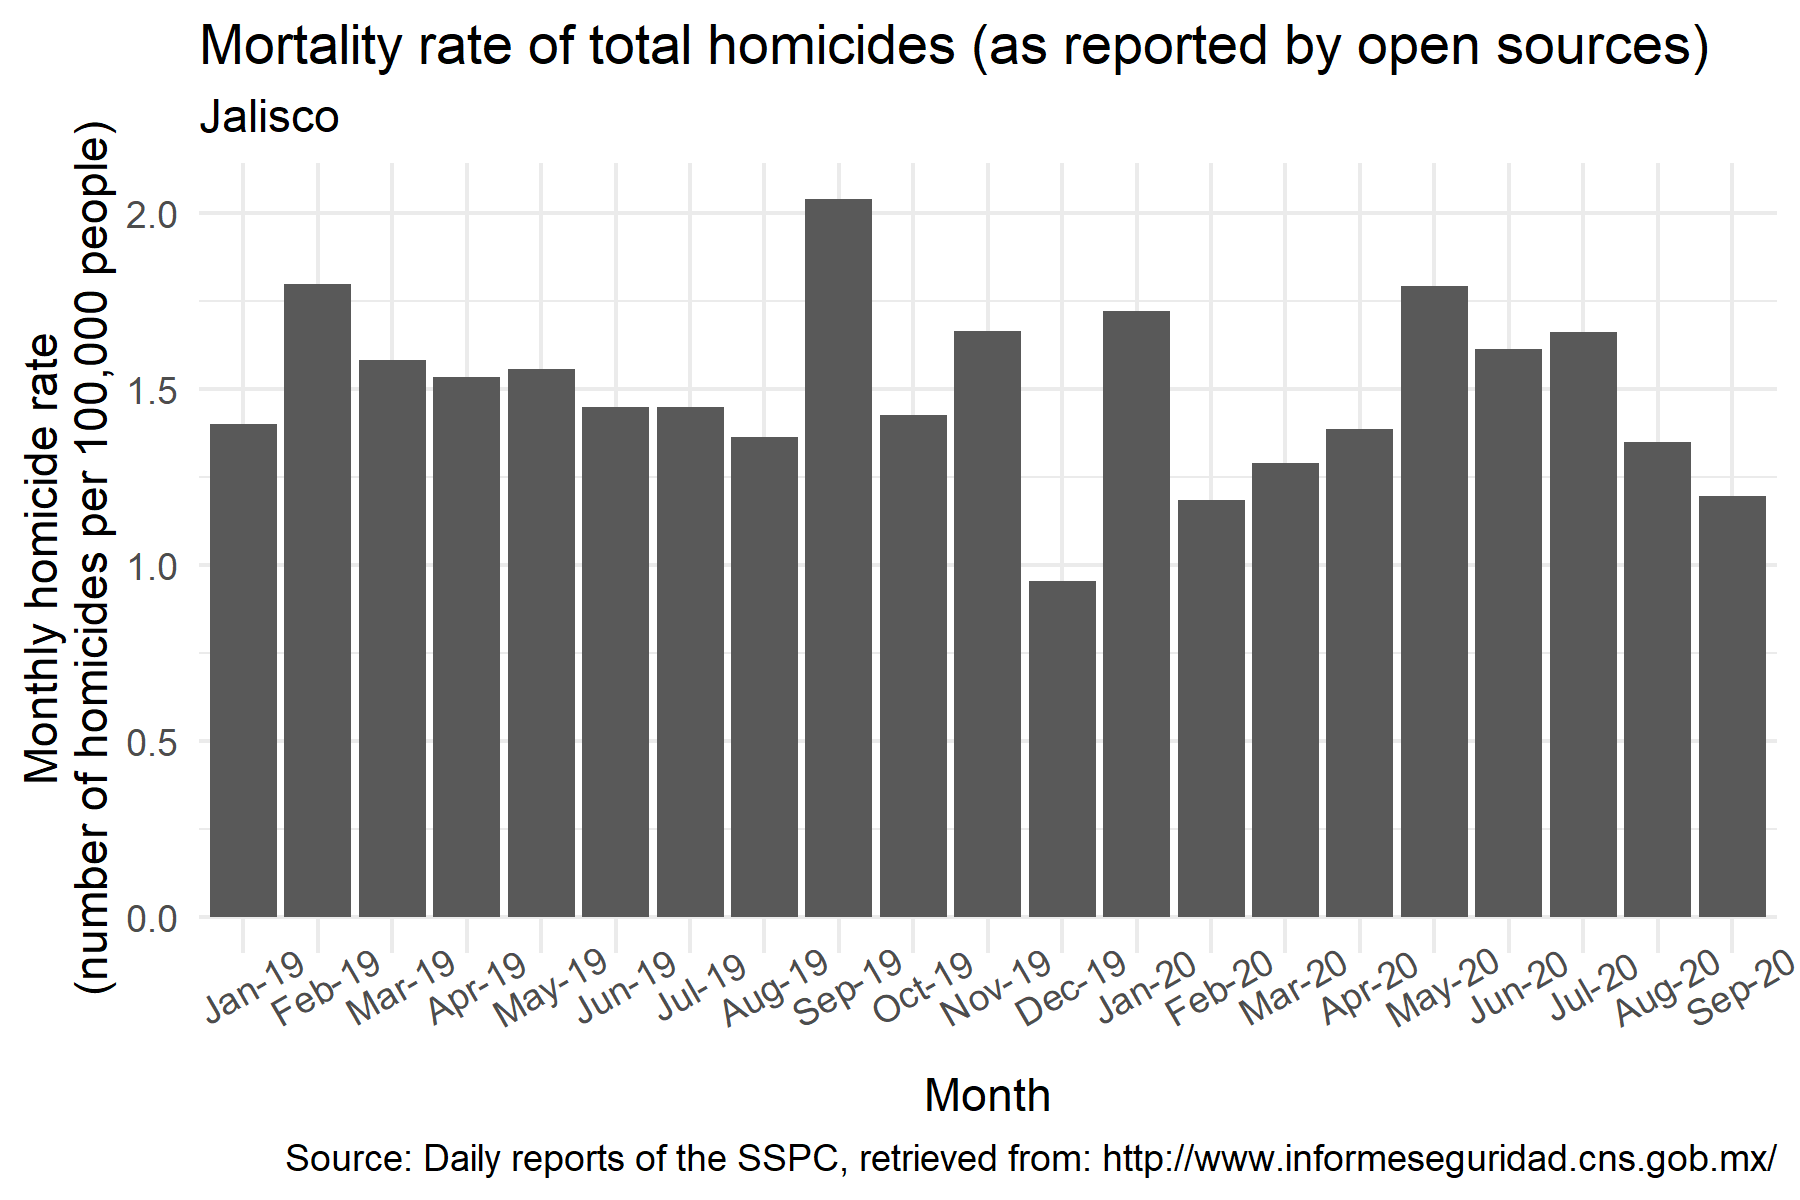 Mortality rate of total homicides (as reported by open sources)
Jalisco
Monthly homicide rate
(number of homicides per 100,000 people)
2.0
1.5
1.0
0.5
0.0
Jan-19
Feb-19
Mar-19
Apr-19
May-19
Jun-19
Jul-19
Aug-19
Sep-19
Oct-19
Nov-19
Dec-19
Jan-20
Feb-20
Mar-20
Apr-20
May-20
Jun-20
Jul-20
Aug-20
Sep-20
Month
Source: Daily reports of the SSPC, retrieved from: http://www.informeseguridad.cns.gob.mx/